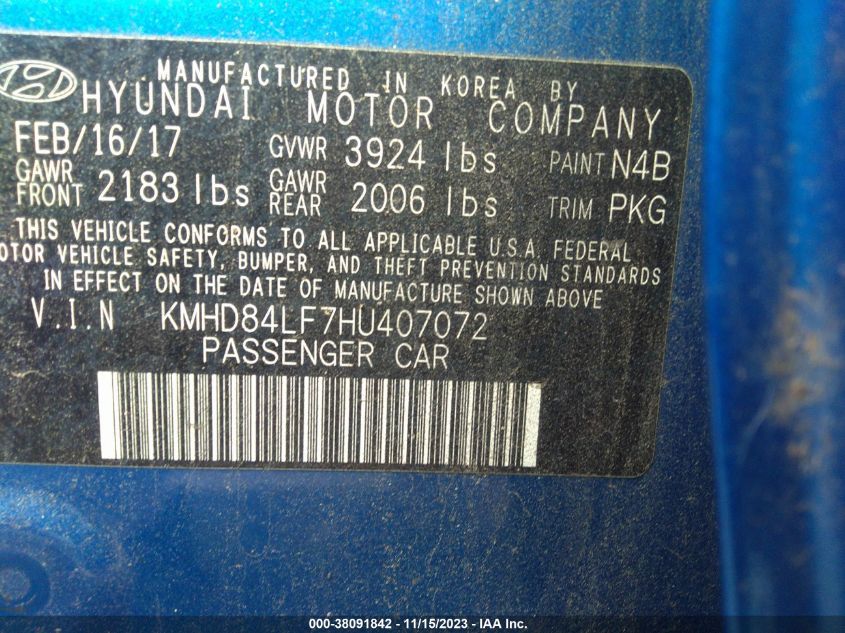 MANUFACTURED IN KOREA BY
HYUNDAI MOTOR COMPANY
FEB/16/17 GVWR 3924 lbs PAINT N4B
GAWR FRONT 2183 lbs GAWR REAR 2006 lbs TRIM PKG
THIS VEHICLE CONFORMS TO ALL APPLICABLE U.S.A. FEDERAL
OTOR VEHICLE SAFETY, BUMPER, AND THEFT PREVENTION STANDARDS
IN EFFECT ON THE DATE OF MANUFACTURE SHOWN ABOVE
V.I.N KMHD84LF7HU407072
PASSENGER CAR
000-38091842 - 11/15/2023 - IAA Inc.